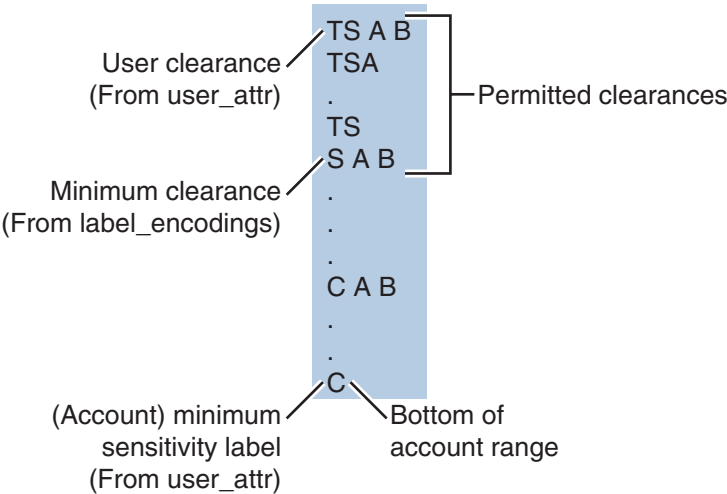 TS A B
User clearance
(From user_attr)
TSA
.
TS
Permitted clearances
S A B
Minimum clearance
(From label_encodings)
.
.
.
C A B
.
.
C
(Account) minimum
sensitivity label
(From user_attr)
Bottom of
account range